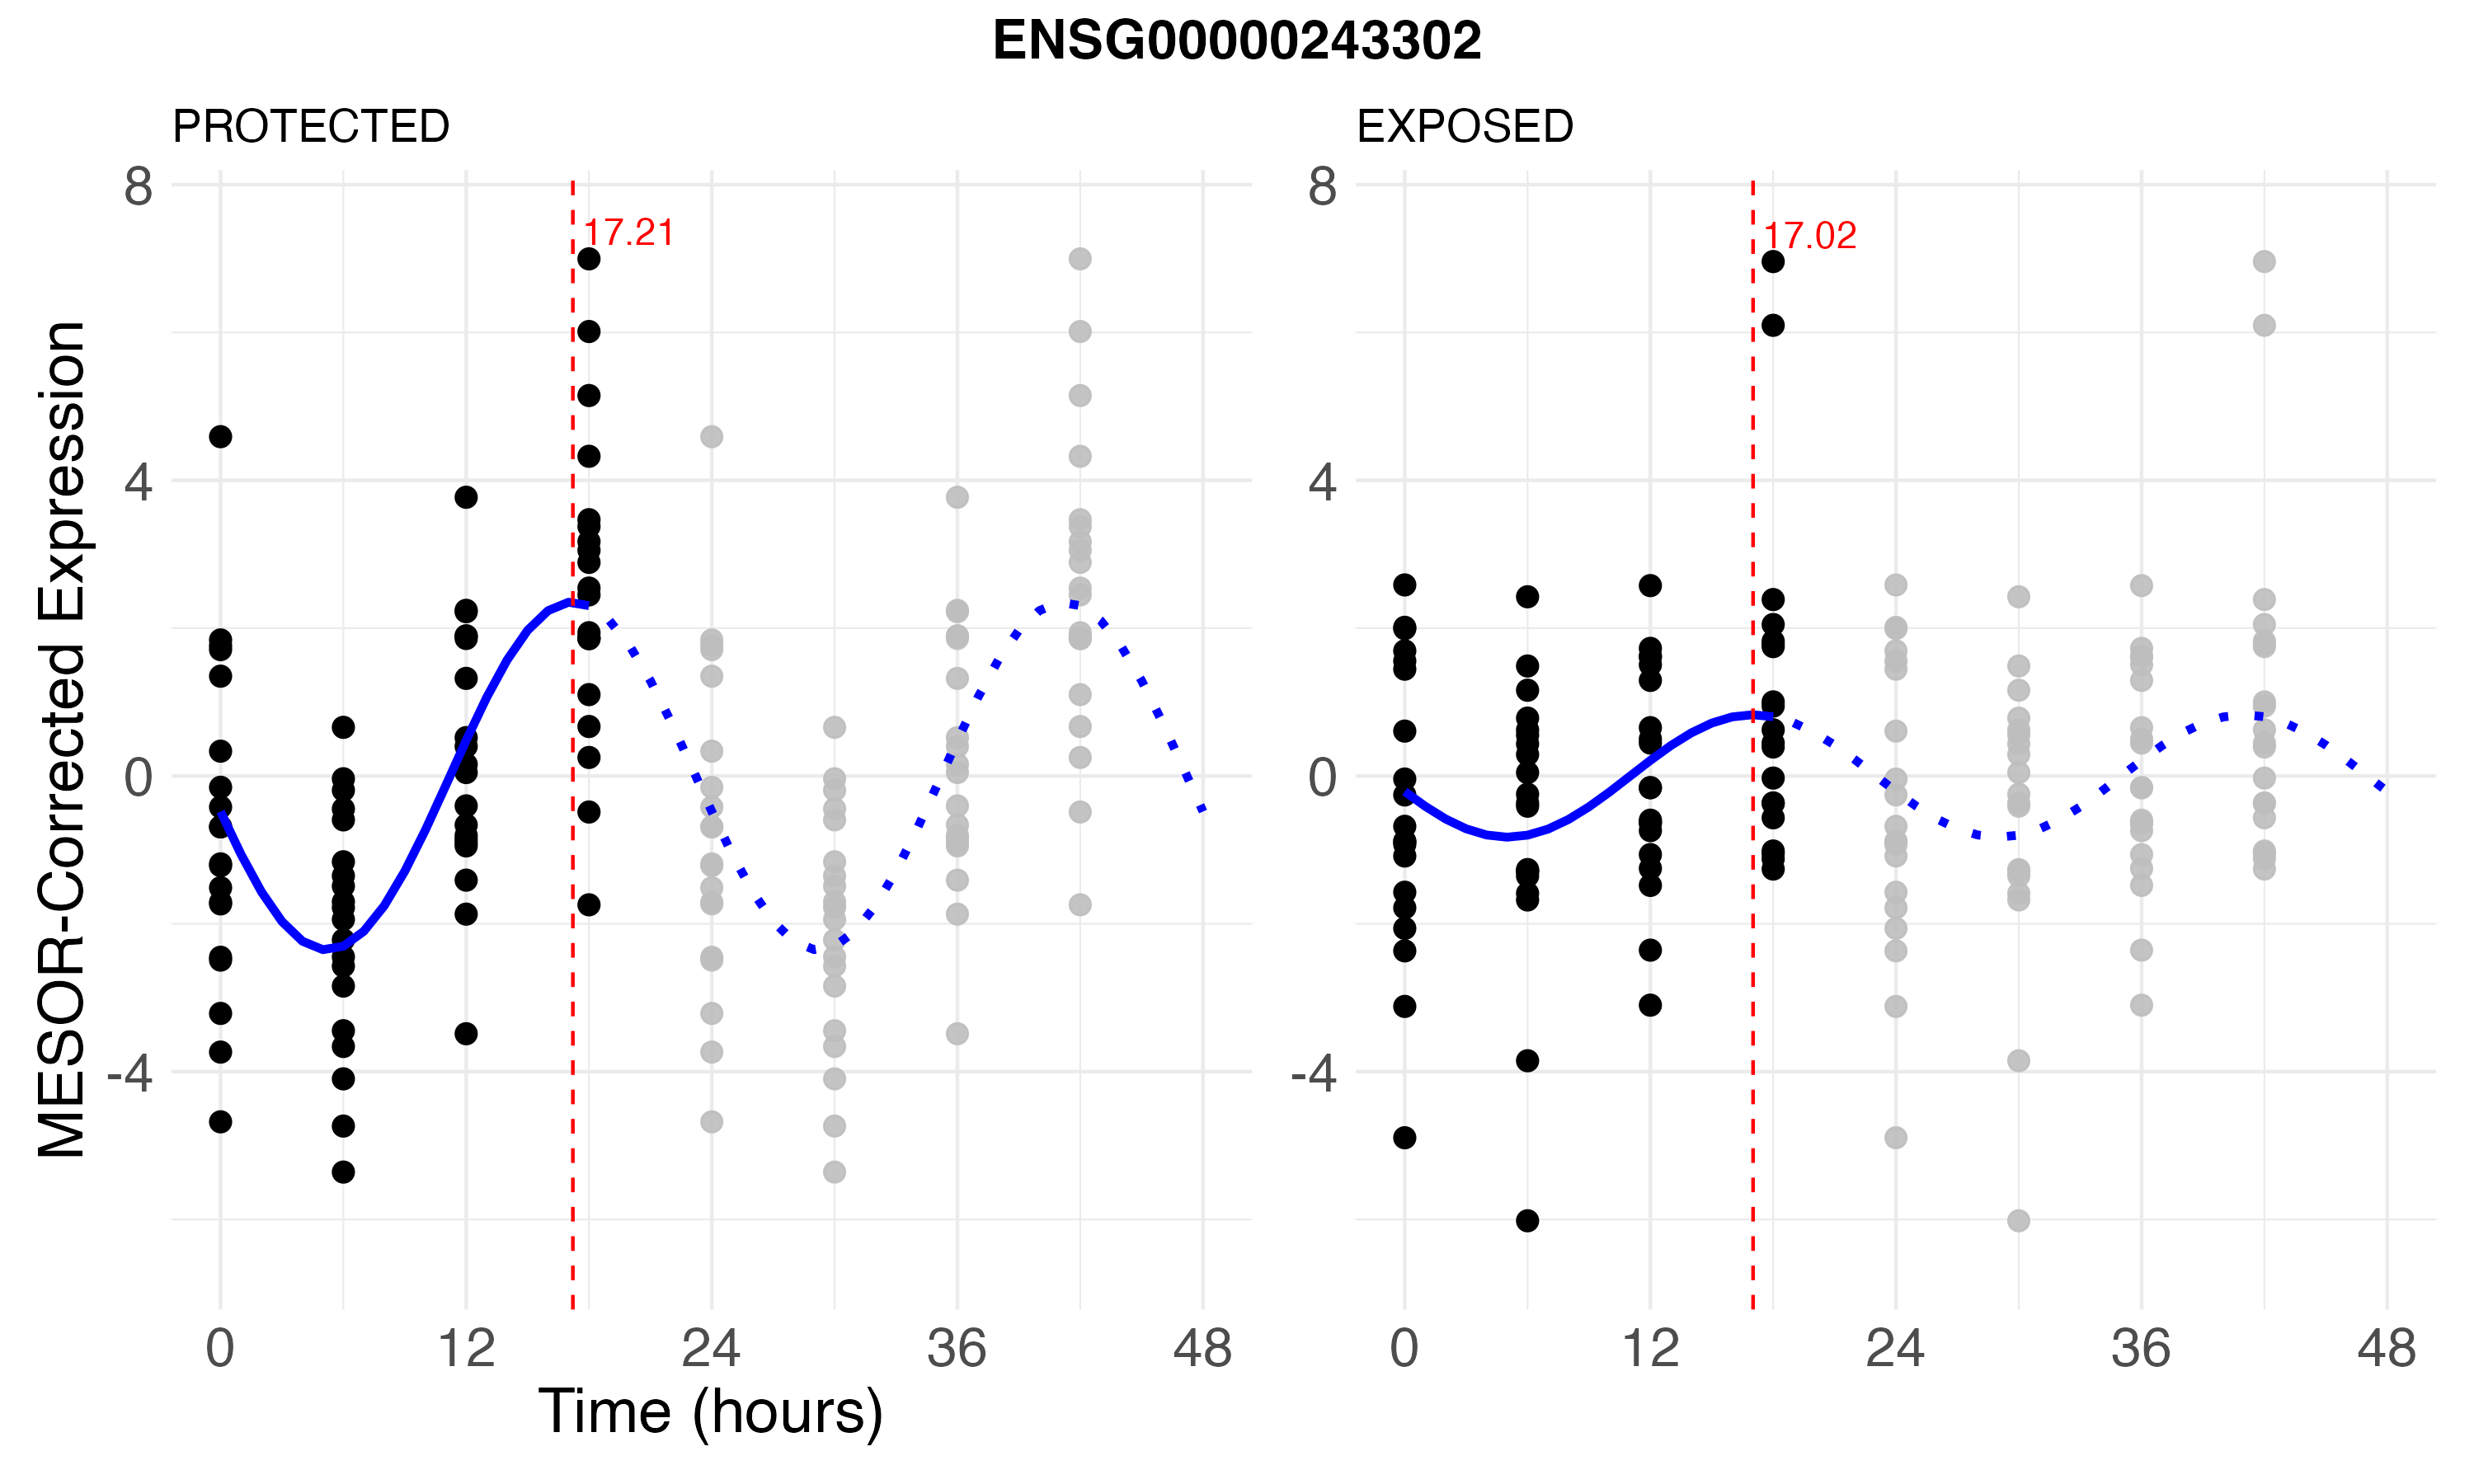 ENSG00000243302
PROTECTED
EXPOSED
MESOR-Corrected Expression
8
4
0
-4
17.21
0 12 24 36 48
8
4
0
-4
17.02
0 12 24 36 48
Time (hours)